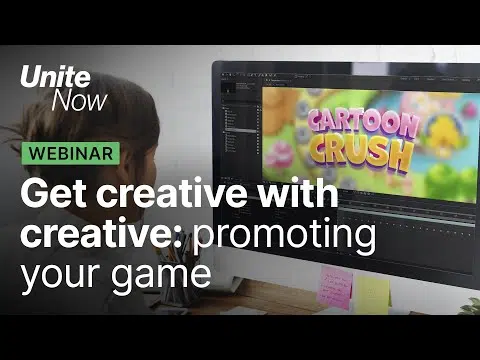 Unite
Now
WEBINAR
Get creative with
creative: promoting
your game
CARTOON
CRUSH